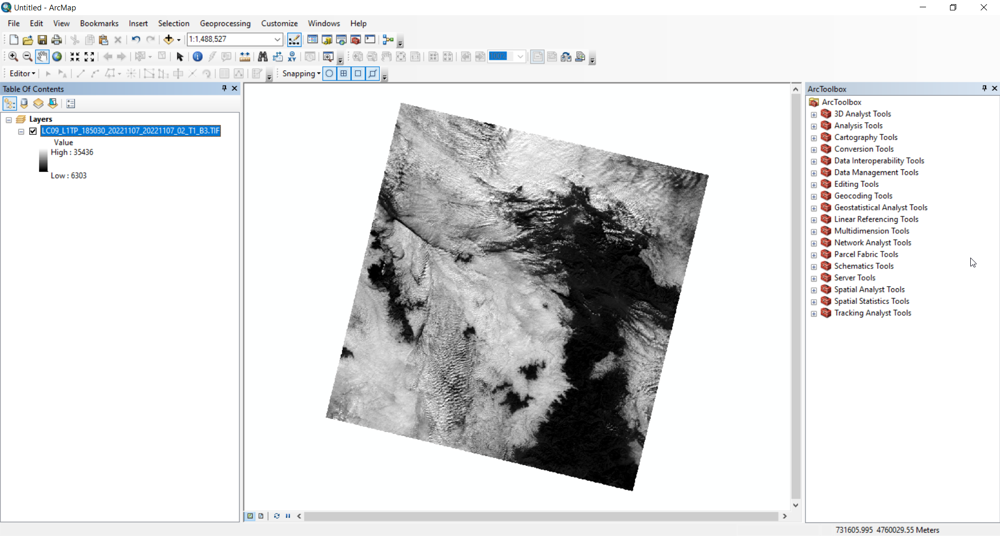 Untitled - ArcMap
File Edit View Bookmarks Insert Selection Geoprocessing Customize Windows Help
1:1,488,527
100%
Editor Snapping
Table Of Contents
Layers
LC09_L1TP_185030_20221107_20221107_02_T1_B3.TIF
Value
High : 35436
Low : 6303
ArcToolbox
ArcToolbox
3D Analyst Tools
Analysis Tools
Cartography Tools
Conversion Tools
Data Interoperability Tools
Data Management Tools
Editing Tools
Geocoding Tools
Geostatistical Analyst Tools
Linear Referencing Tools
Multidimension Tools
Network Analyst Tools
Parcel Fabric Tools
Schematics Tools
Server Tools
Spatial Analyst Tools
Spatial Statistics Tools
Tracking Analyst Tools
731605.995 4760029.55 Meters